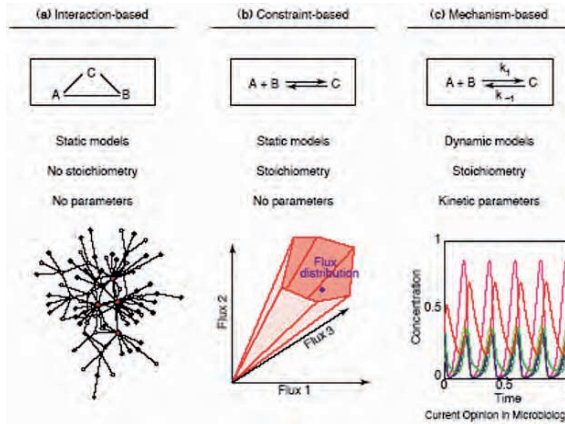 (a) Interaction-based
C
A B
Static models
No stoichiometry
No parameters
(b) Constraint-based
A + B C
Static models
Stoichiometry
No parameters
Flux 2
Flux distribution
Flux 3
Flux 1
(c) Mechanism-based
k1
A + B C
k–1
Dynamic models
Stoichiometry
Kinetic parameters
Concentration
1
0.5
0
0 0.5
Time
Current Opinion in